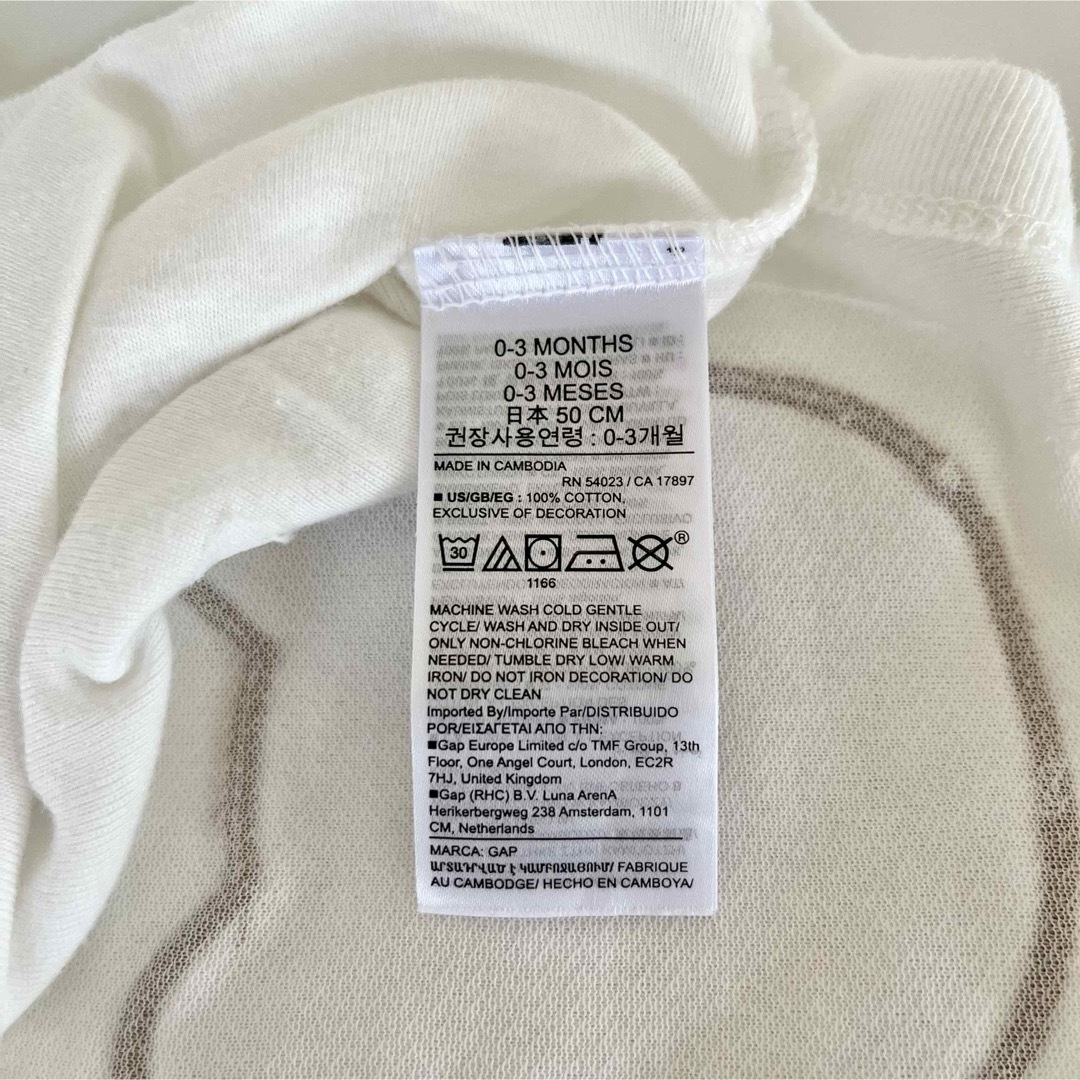 0-3 MONTHS
0-3 MOIS
0-3 MESES
日本 50 CM
권장사용연령 : 0-3개월
MADE IN CAMBODIA
RN 54023 / CA 17897
■ US/GB/EG : 100% COTTON,
EXCLUSIVE OF DECORATION
30
®
1166
MACHINE WASH COLD GENTLE
CYCLE/ WASH AND DRY INSIDE OUT/
ONLY NON-CHLORINE BLEACH WHEN
NEEDED/ TUMBLE DRY LOW/ WARM
IRON/ DO NOT IRON DECORATION/ DO
NOT DRY CLEAN
Imported By/Importe Par/DISTRIBUIDO
POR/ΕΙΣΑΓΕΤΑΙ ΑΠΟ ΤΗΝ:
■Gap Europe Limited c/o TMF Group, 13th
Floor, One Angel Court, London, EC2R
7HJ, United Kingdom
■Gap (RHC) B.V. Luna ArenA
Herikerbergweg 238 Amsterdam, 1101
CM, Netherlands
MARCA: GAP
ԱՐՏԱԴՐՎԱԾ Է ԿԱՄԲՈՋԱՅՈՒՄ/ FABRIQUE
AU CAMBODGE/ HECHO EN CAMBOYA/